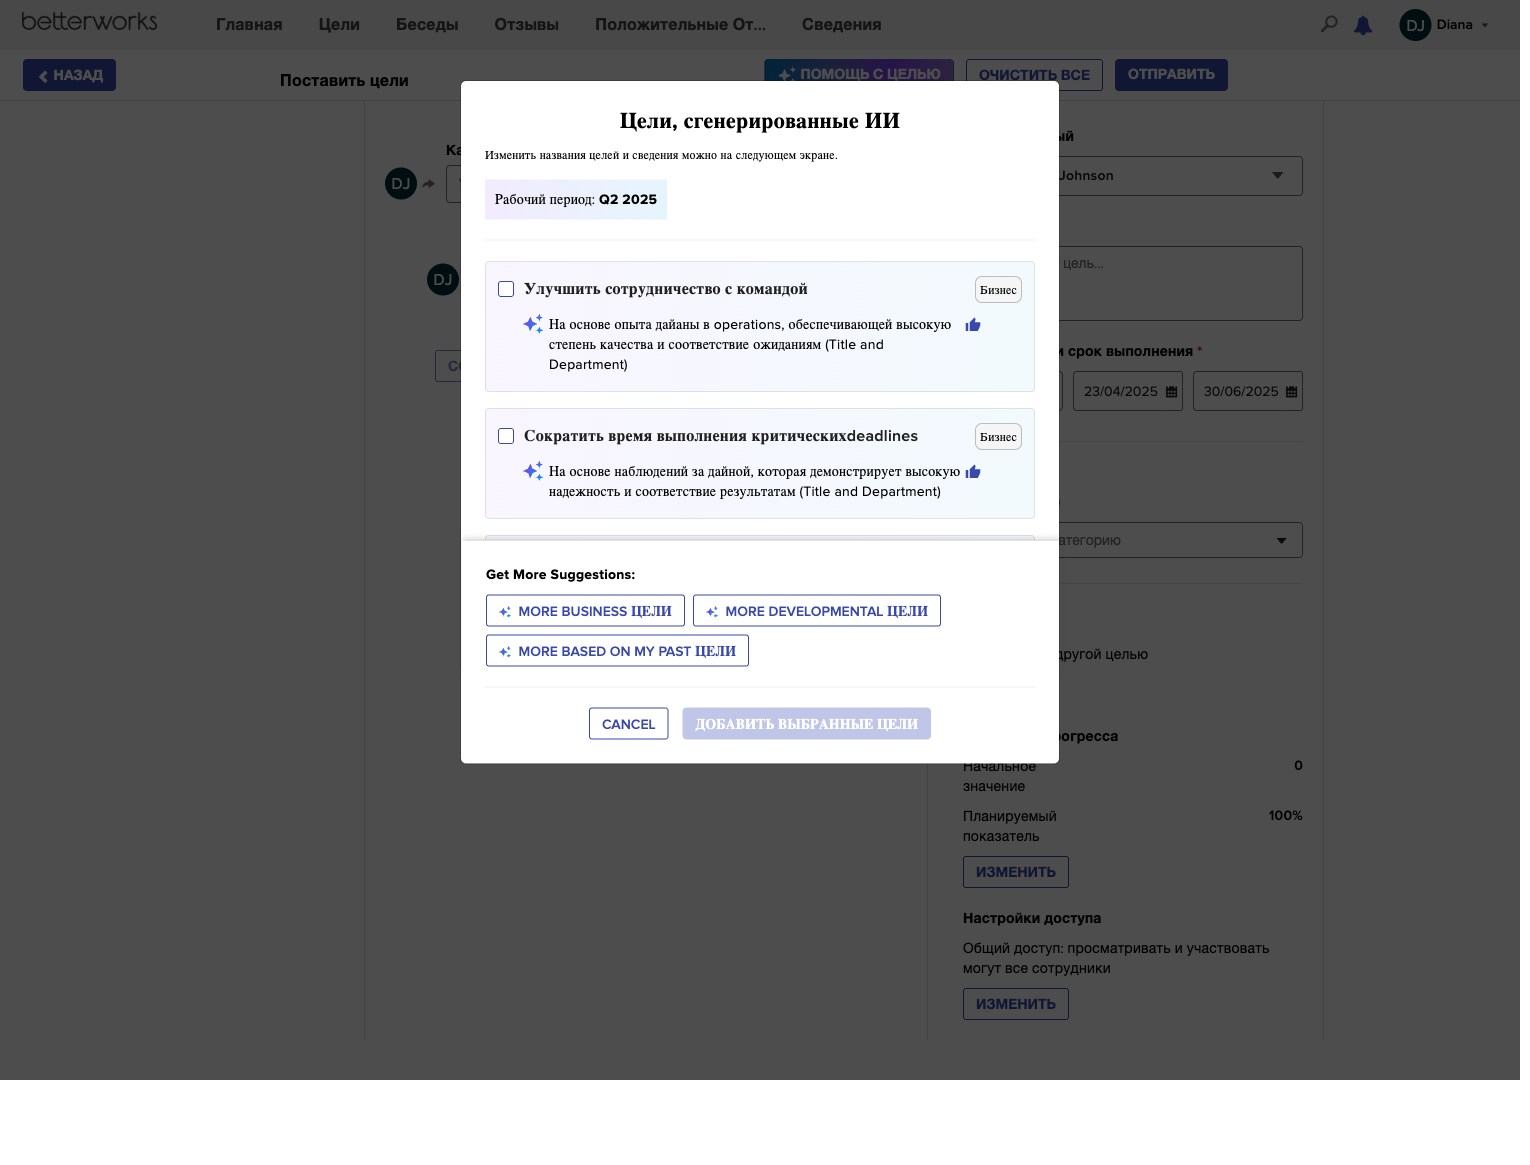 betterworks
Главная
Цели
Беседы
Отзывы
Положительные От...
Сведения
DJ
Diana
НАЗАД
Поставить цели
ПОМОЩЬ С ЦЕЛЬЮ
ОЧИСТИТЬ ВСЕ
ОТПРАВИТЬ
Цели, сгенерированные ИИ
Изменить названия целей и сведения можно на следующем экране.
Рабочий период: Q2 2025
Улучшить сотрудничество с командой
Бизнес
На основе опыта дайаны в operations, обеспечивающей высокую
степень качества и соответствие ожиданиям (Title and
Department)
Сократить время выполнения критическихdeadlines
Бизнес
На основе наблюдений за дайной, которая демонстрирует высокую
надежность и соответствие результатам (Title and Department)
Get More Suggestions:
MORE BUSINESS ЦЕЛИ
MORE DEVELOPMENTAL ЦЕЛИ
MORE BASED ON MY PAST ЦЕЛИ
CANCEL
ДОБАВИТЬ ВЫБРАННЫЕ ЦЕЛИ
DJ
DJ
Johnson
цель...
и срок выполнения *
23/04/2025
30/06/2025
другой целью
Начальное
значение
0
Планируемый
показатель
100%
ИЗМЕНИТЬ
Настройки доступа
Общий доступ: просматривать и участвовать
могут все сотрудники
ИЗМЕНИТЬ